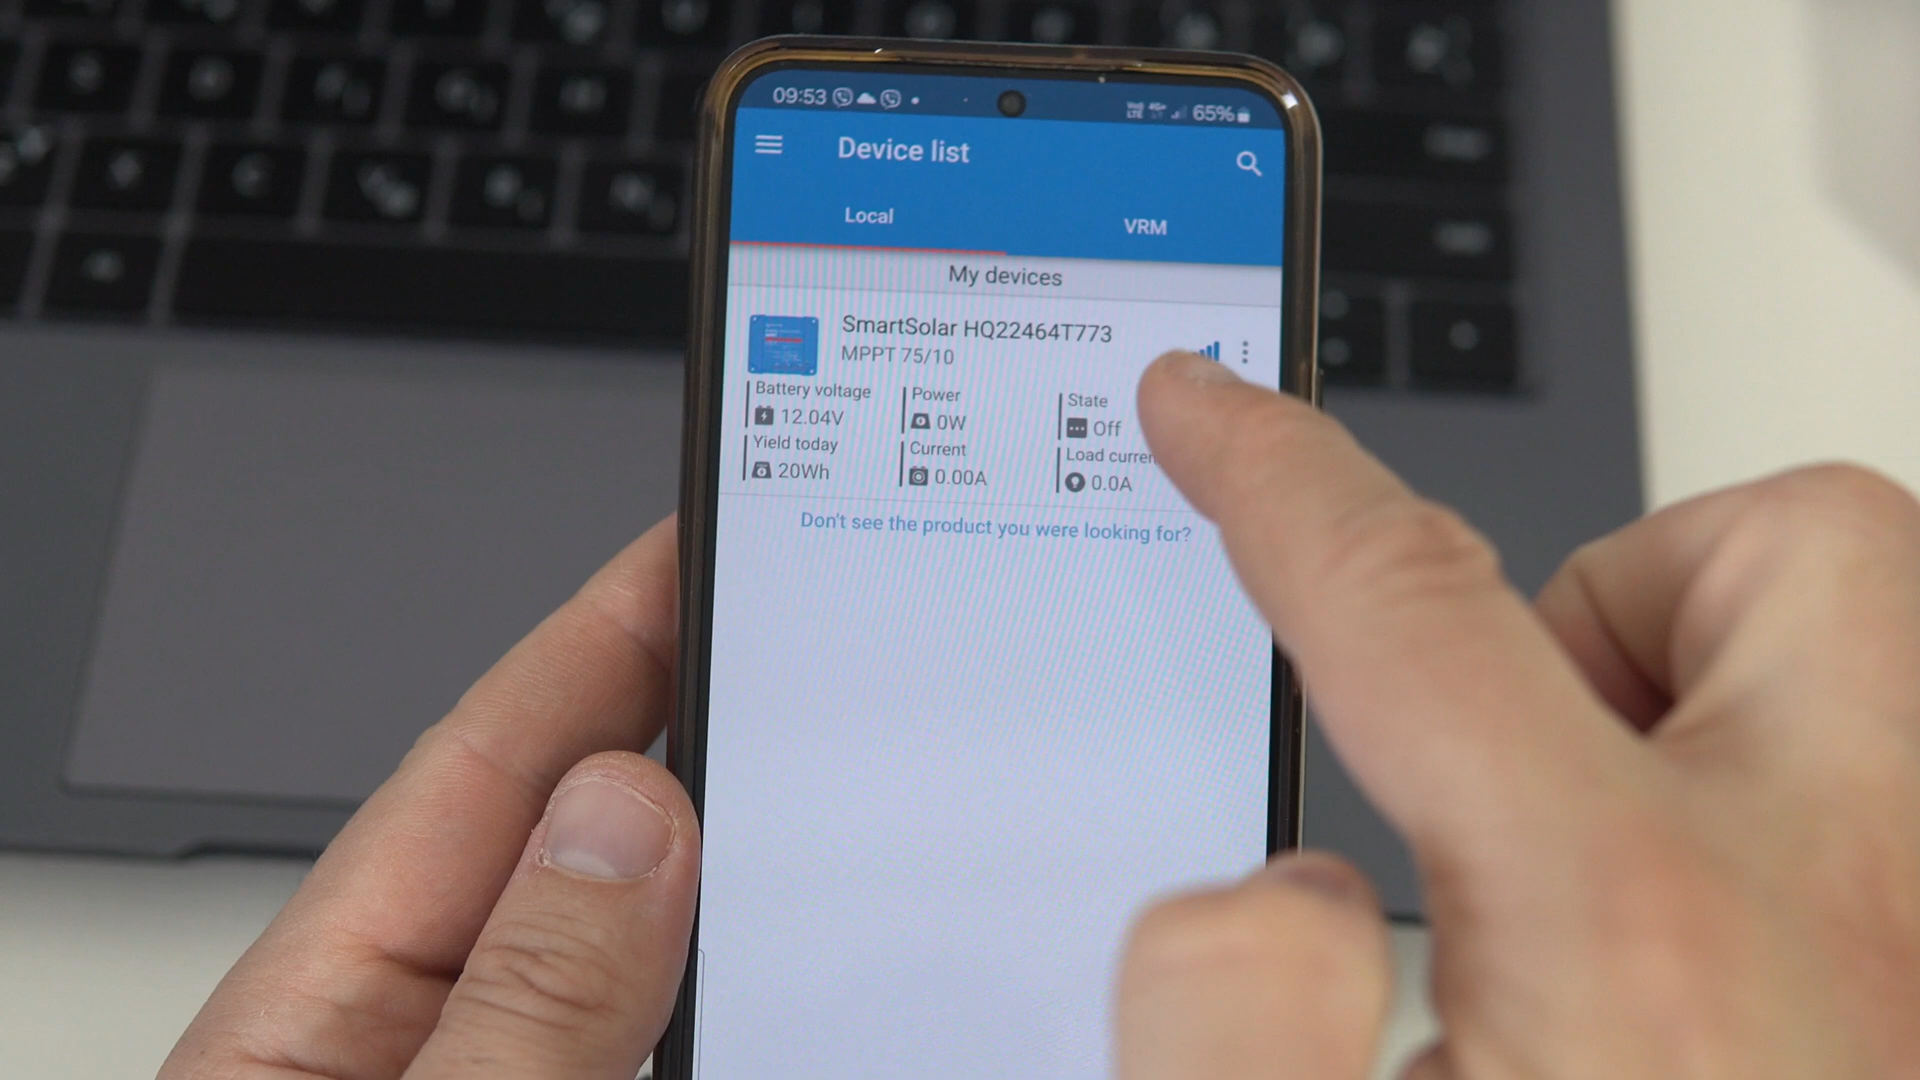 09:53 65%
Device list
Local VRM
My devices
SmartSolar HQ22464T773
MPPT 75/10
Battery voltage Power State
12.04V 0W Off
Yield today Current Load
20Wh 0.00A 0.0A
Don't see the product you were looking for?